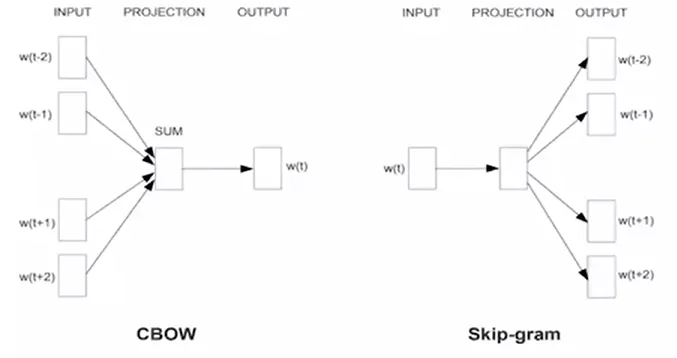 INPUT PROJECTION OUTPUT
w(t-2)
w(t-1)
SUM
w(t)
w(t+1)
w(t+2)
CBOW
INPUT PROJECTION OUTPUT
w(t-2)
w(t-1)
w(t)
w(t+1)
w(t+2)
Skip-gram